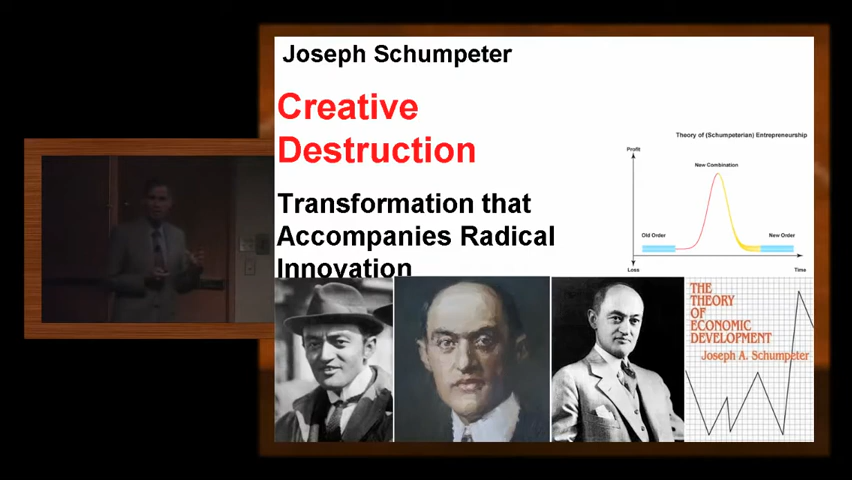 Joseph Schumpeter
Creative
Destruction
Transformation that
Accompanies Radical
Innovation
Theory of (Schumpeterian) Entrepreneurship
Profit
New Combination
Old Order
New Order
Loss
Time
THE
THEORY
OF
ECONOMIC
DEVELOPMENT
Joseph A. Schumpeter